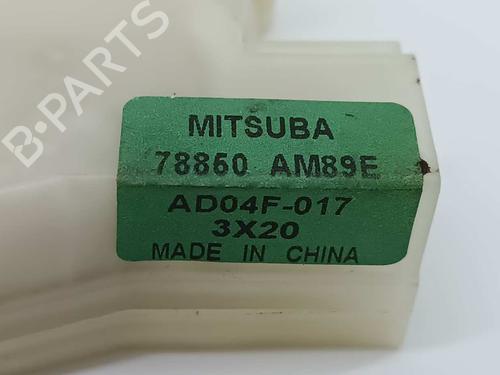 B-PARTS
MITSUBA
78850 AM89E
AD04F-017
3X20
MADE IN CHINA